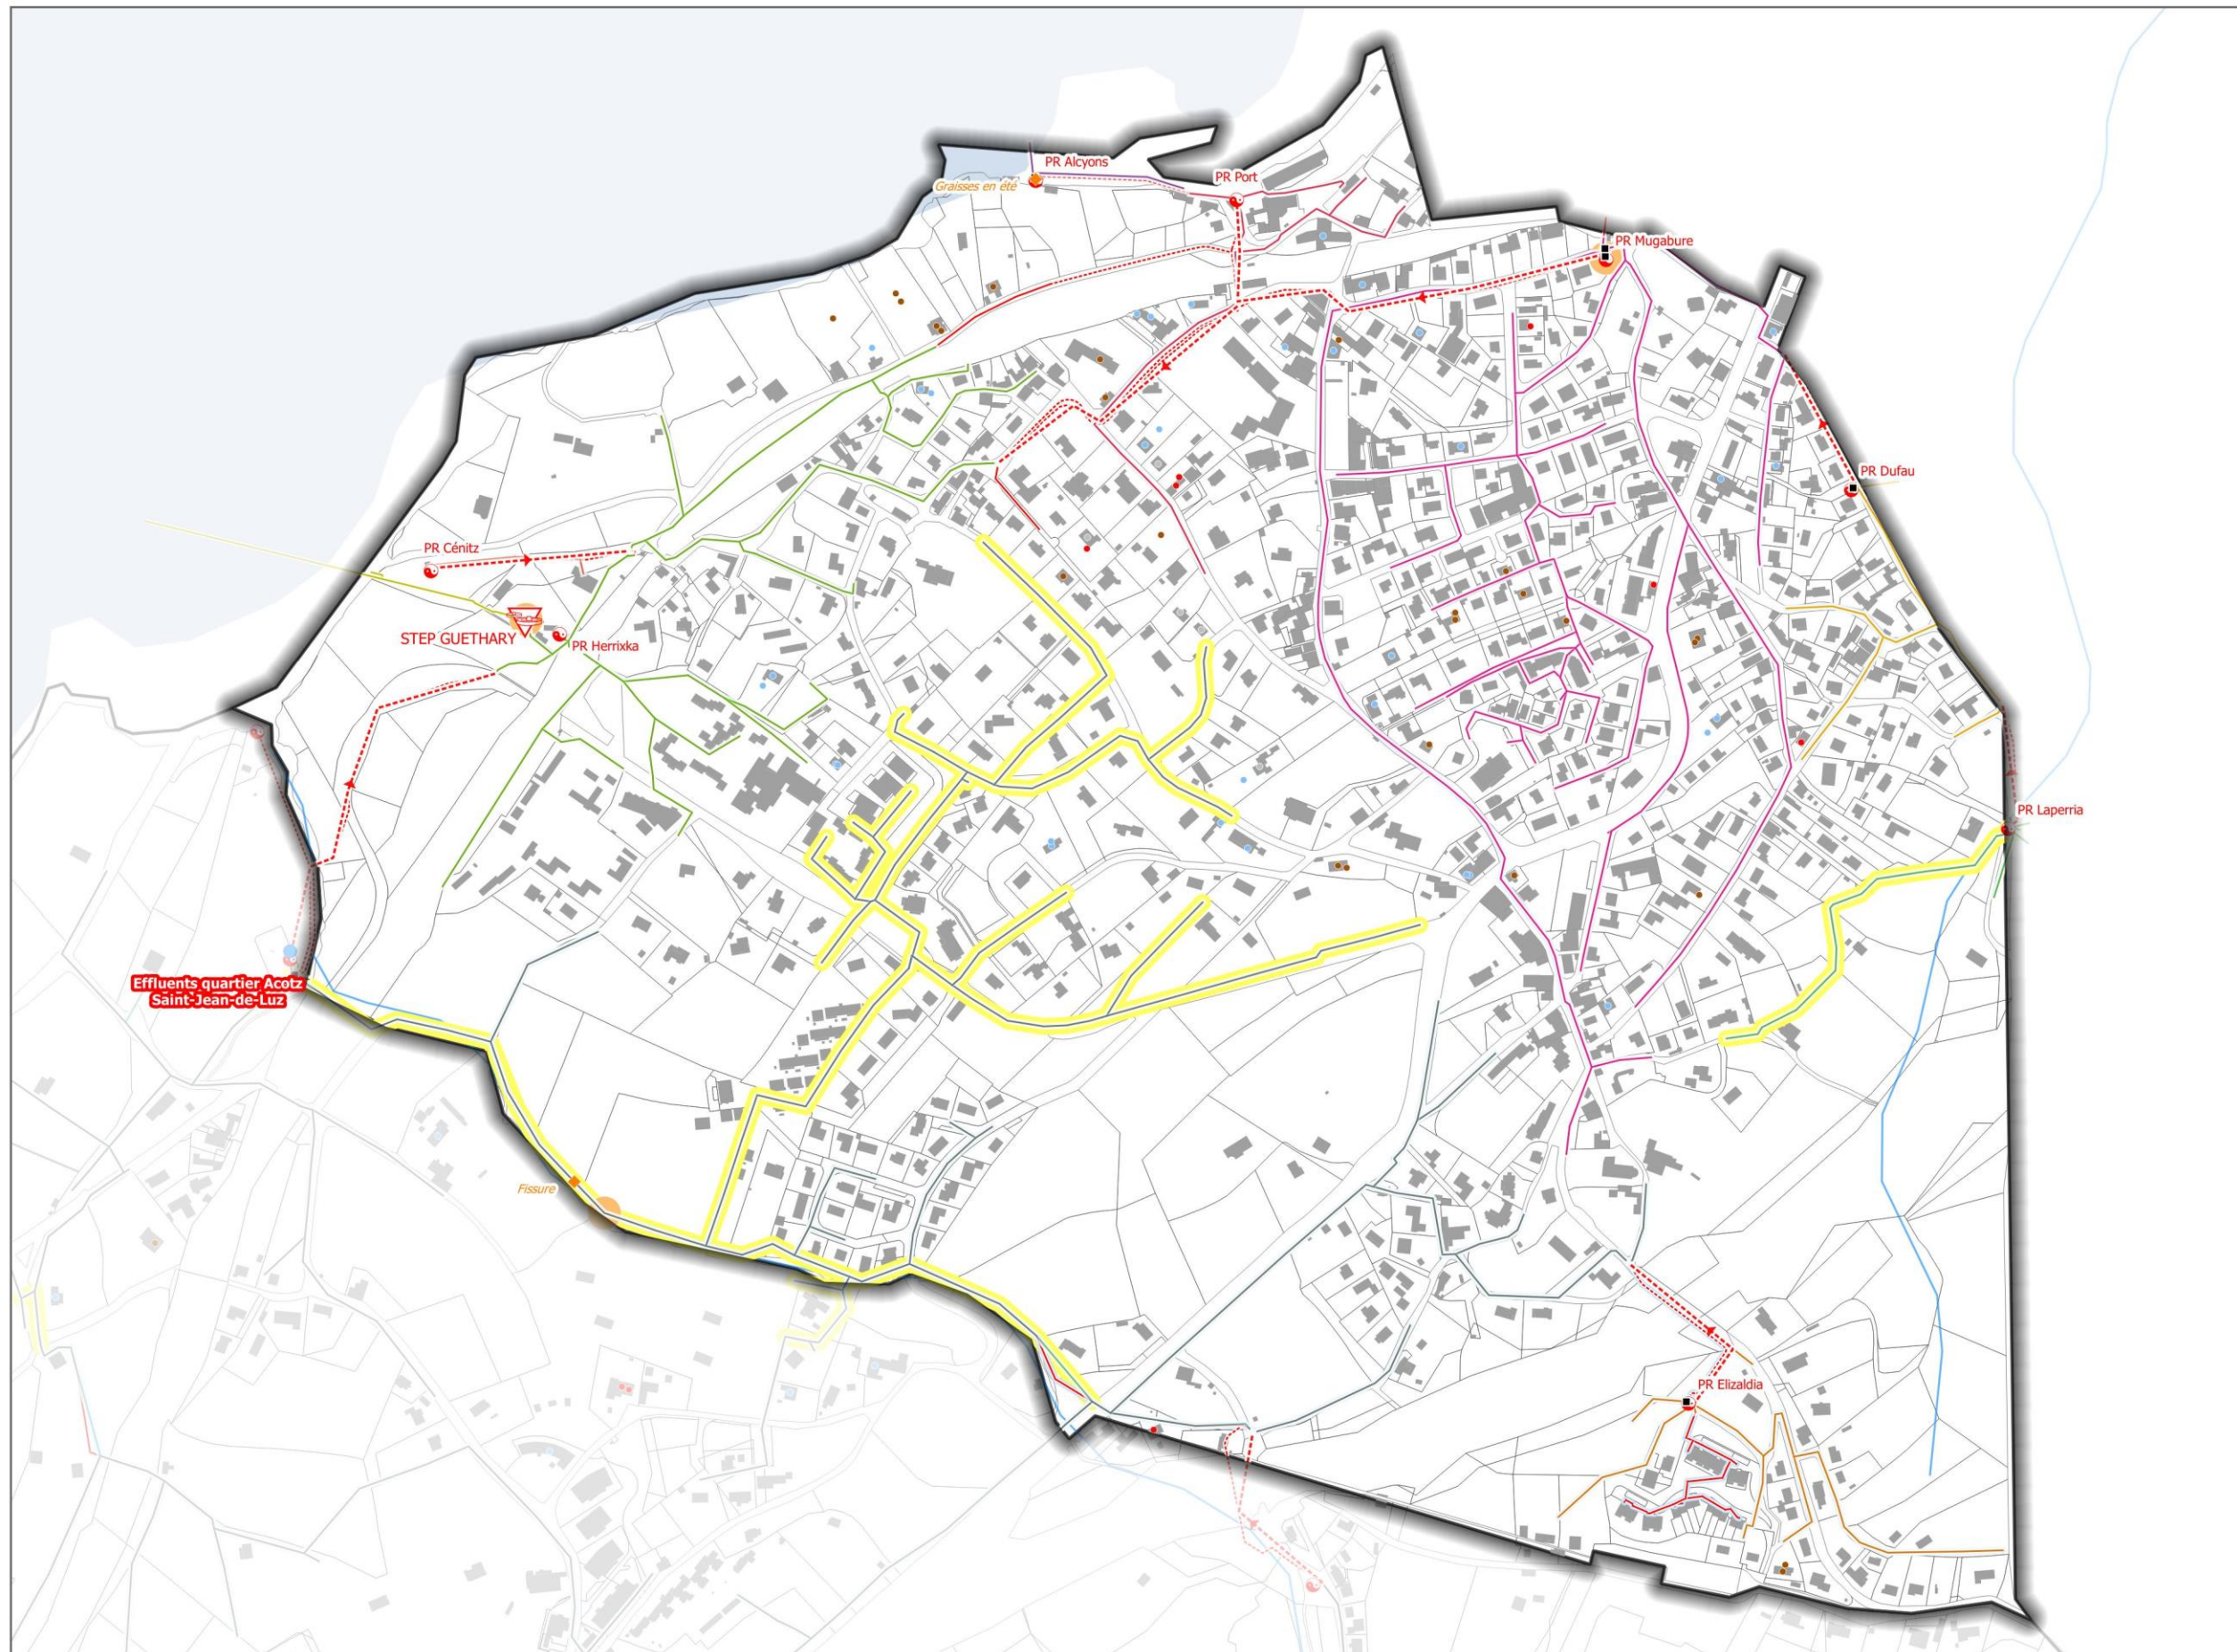 PR Alcyons
Graisses en été
PR Port
PR Mugabure
PR Dufau
PR Cénitz
STEP GUETHARY
PR Herrixka
PR Laperria
Effluents quartier Acotz
Saint-Jean-de-Luz
Fissure
PR Elizaldia